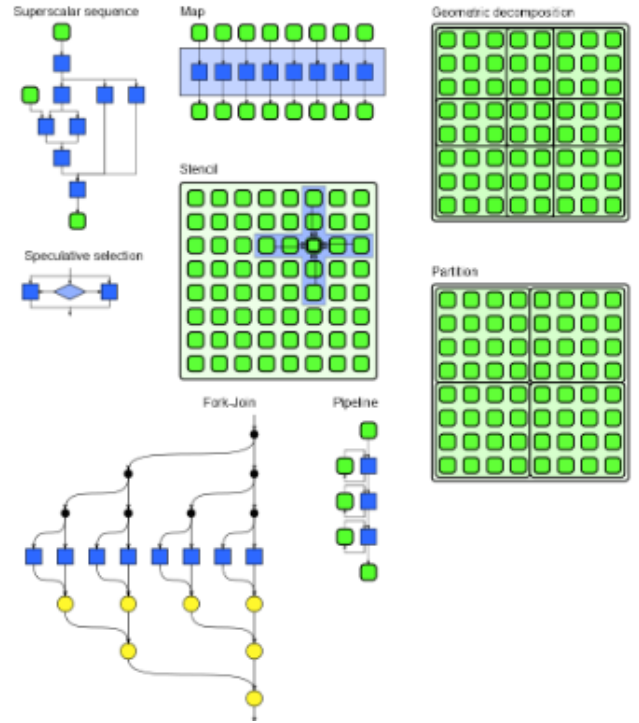 Superscalar sequence
Map
Geometric decomposition
Stencil
Speculative selection
Partition
Fork-Join
Pipeline